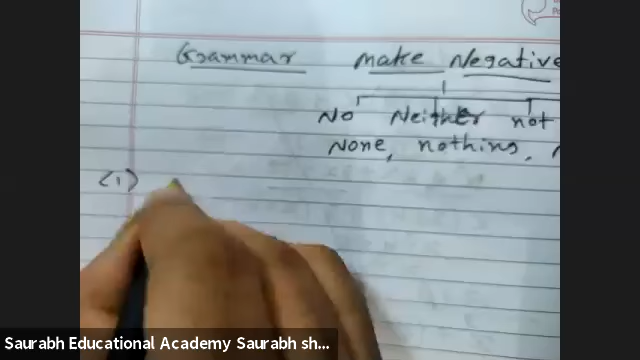 Grammar Make Negative
No Neither not
None, nothing,
(1)
Saurabh Educational Academy Saurabh sh...